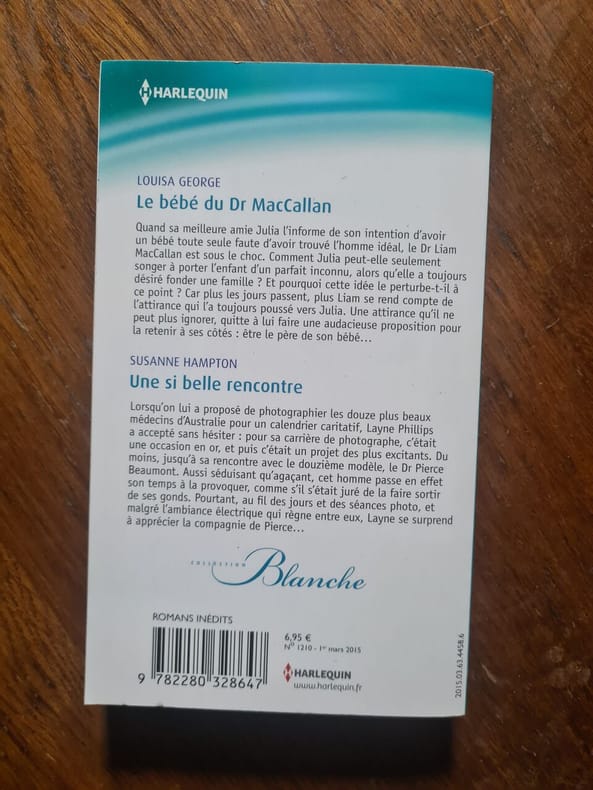 HARLEQUIN
LOUISA GEORGE
Le bébé du Dr MacCallan
Quand sa meilleure amie Julia l'informe de son intention d'avoir
un bébé toute seule faute d'avoir trouvé l'homme idéal, le Dr Liam
MacCallan est sous le choc. Comment Julia peut-elle seulement
songer à porter l'enfant d'un parfait inconnu, alors qu'elle a toujours
désiré fonder une famille ? Et pourquoi cette idée le perturbe-t-il à
ce point ? Car plus les jours passent, plus Liam se rend compte de
l'attirance qui l'a toujours poussé vers Julia. Une attirance qu'il ne
peut plus ignorer, quitte à lui faire une audacieuse proposition pour
la retenir à ses côtés : être le père de son bébé...
SUSANNE HAMPTON
Une si belle rencontre
Lorsqu'on lui a proposé de photographier les douze plus beaux
médecins d'Australie pour un calendrier caritatif, Layne Phillips
a accepté sans hésiter : pour sa carrière de photographe, c'était
une occasion en or, et puis c'était un projet des plus excitants. Du
moins, jusqu'à sa rencontre avec le douzième modèle, le Dr Pierce
Beaumont. Aussi séduisant qu'agaçant, cet homme passe en effet
son temps à la provoquer, comme s'il s'était juré de la faire sortir
de ses gonds. Pourtant, au fil des jours et des séances photo, et
malgré l'ambiance électrique qui règne entre eux, Layne se surprend
à apprécier la compagnie de Pierce...
COLLECTION
Blanche
ROMANS INÉDITS
6,95 €
N° 1210 - 1er mars 2015
HARLEQUIN
www.harlequin.fr
9 782280 328647
2015.03.63.4458.6